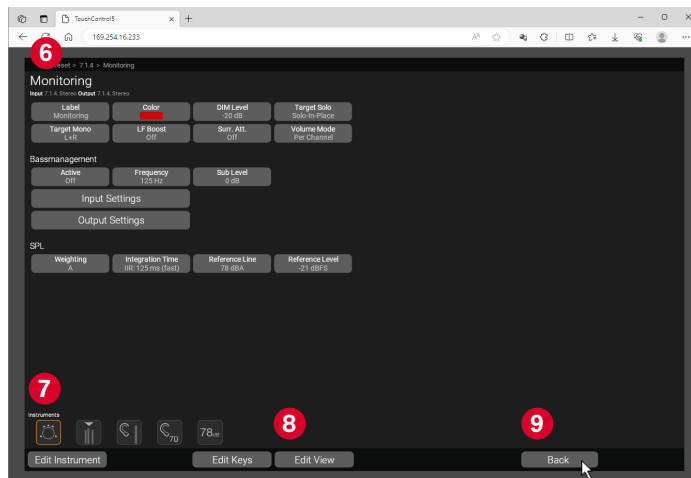 TouchControl5
169.254.16.233
6
reset > 7.1.4 > Monitoring
Monitoring
Input 7.1.4, Stereo Output 7.1.4, Stereo
Label Color DIM Level Target Solo
Monitoring -20 dB Solo-In-Place
Target Mono LF Boost Surr. Att. Volume Mode
L+R Off Off Per Channel
Bassmanagement
Active Frequency Sub Level
Off 125 Hz 0 dB
Input Settings
Output Settings
SPL
Weighting Integration Time Reference Line Reference Level
A IIR: 125 ms (fast) 78 dBA -21 dBFS
7
Instruments
8
9
70
78
Edit Instrument Edit Keys Edit View Back